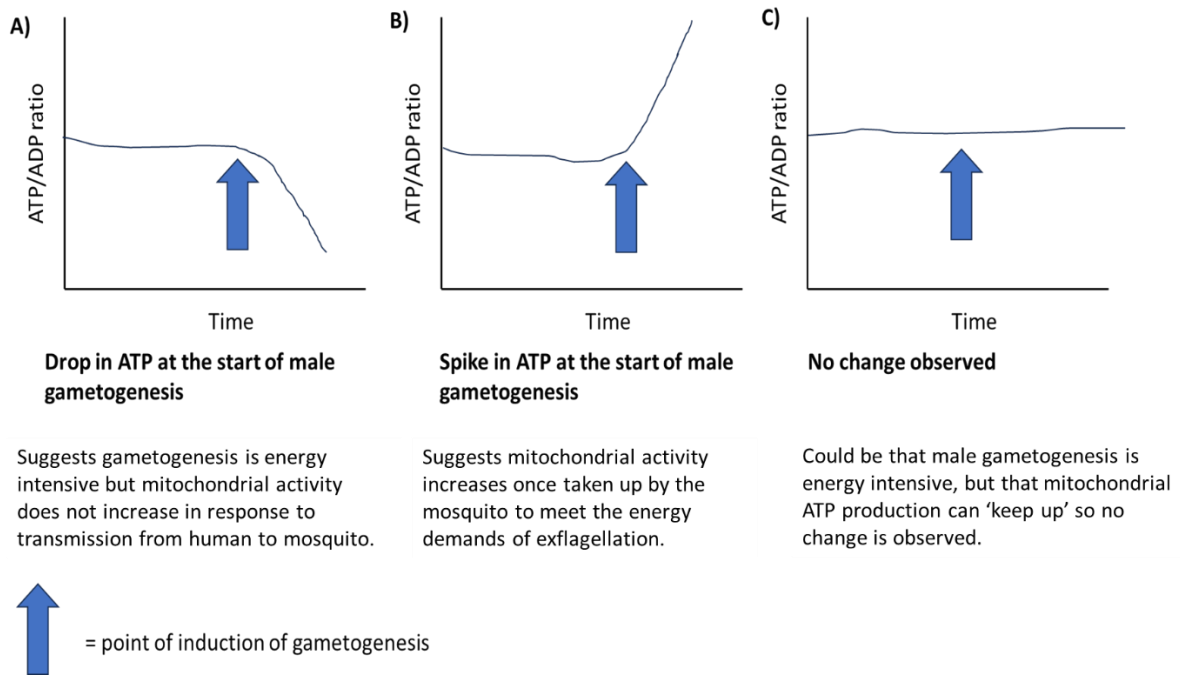 A)
ATP/ADP ratio
Time
Drop in ATP at the start of male
gametogenesis
Suggests gametogenesis is energy
intensive but mitochondrial activity
does not increase in response to
transmission from human to mosquito.
B)
ATP/ADP ratio
Time
Spike in ATP at the start of male
gametogenesis
Suggests mitochondrial activity
increases once taken up by the
mosquito to meet the energy
demands of exflagellation.
C)
ATP/ADP ratio
Time
No change observed
Could be that male gametogenesis is
energy intensive, but that mitochondrial
ATP production can ‘keep up’ so no
change is observed.
= point of induction of gametogenesis